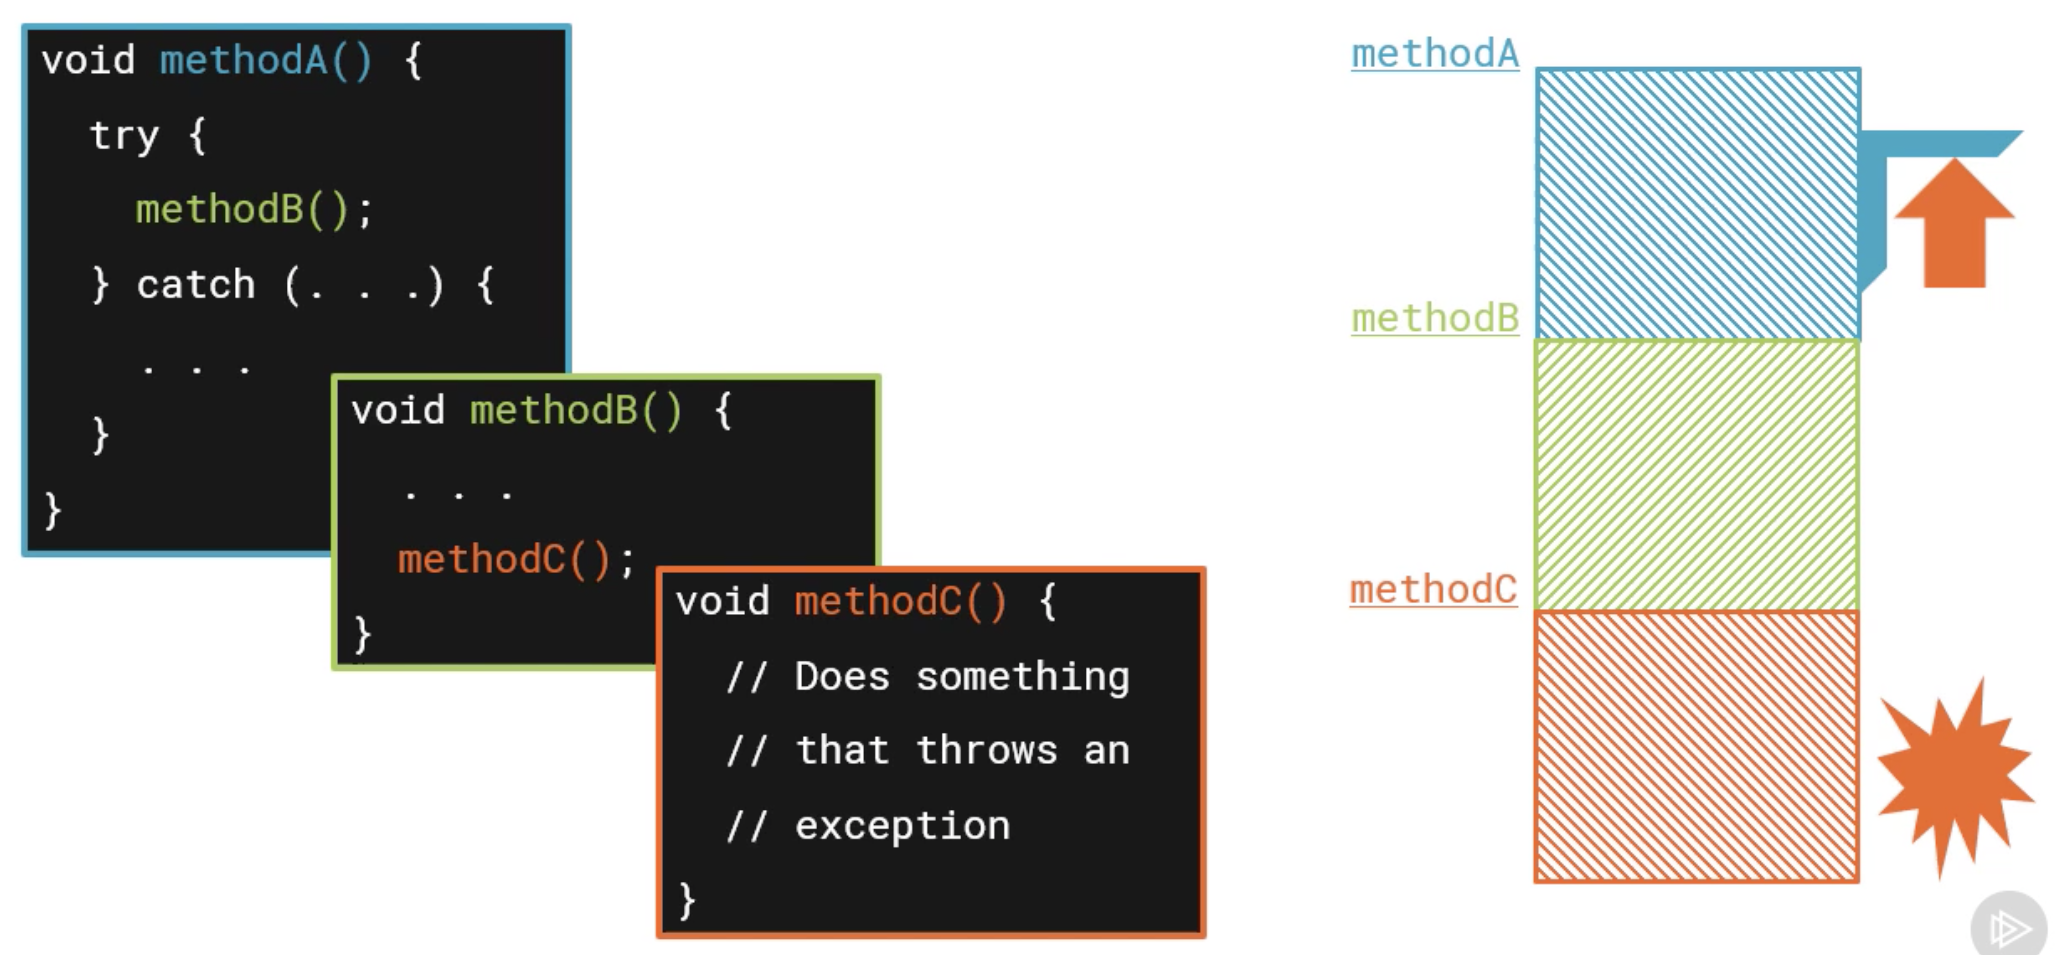 void methodA() {
try {
methodB();
} catch (. . .) {
. . .
}
}
void methodB() {
. . .
methodC();
}
void methodC() {
// Does something
// that throws an
// exception
}
methodA
methodB
methodC